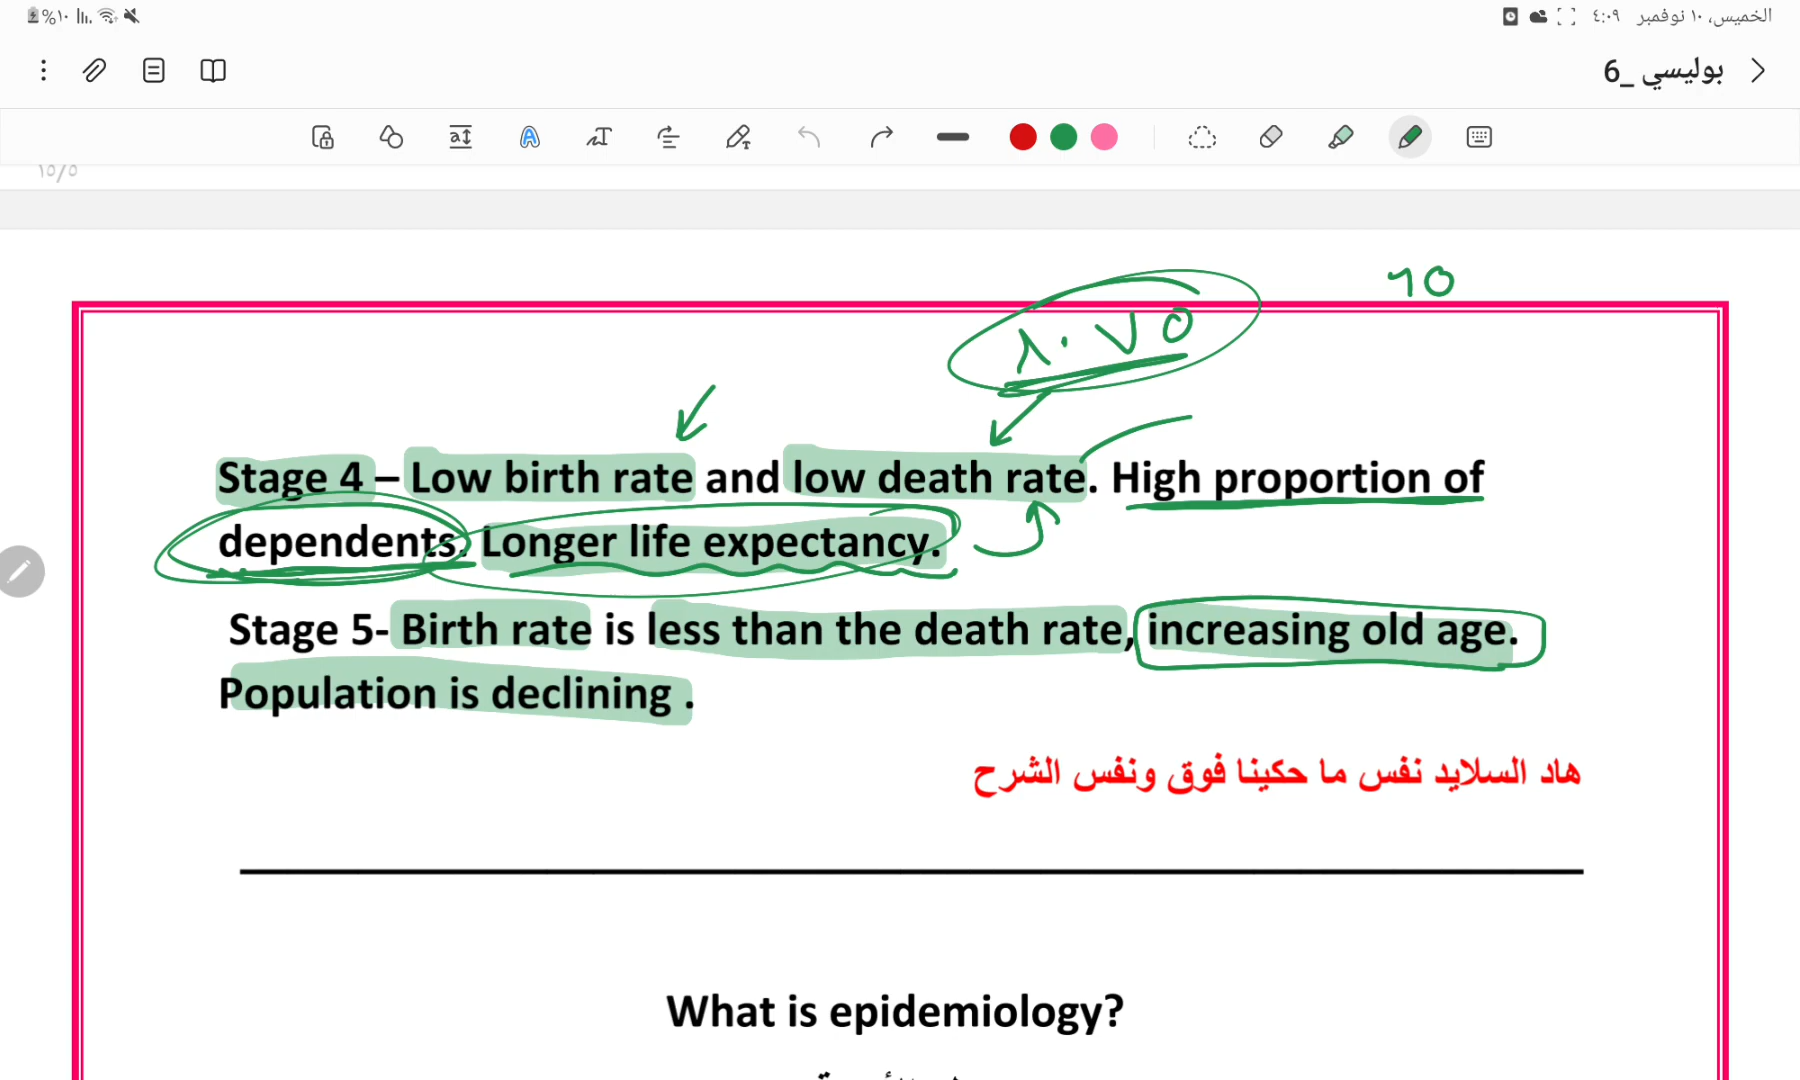 %١٠
الخميس، ١٠ نوفمبر ٤:٠٩
بوليسي _6
١٥/٥
٦٥
٨٠ ٧٥
Stage 4 – Low birth rate and low death rate. High proportion of
dependents. Longer life expectancy.
Stage 5- Birth rate is less than the death rate, increasing old age.
Population is declining .
هاد السلايد نفس ما حكينا فوق ونفس الشرح
What is epidemiology?